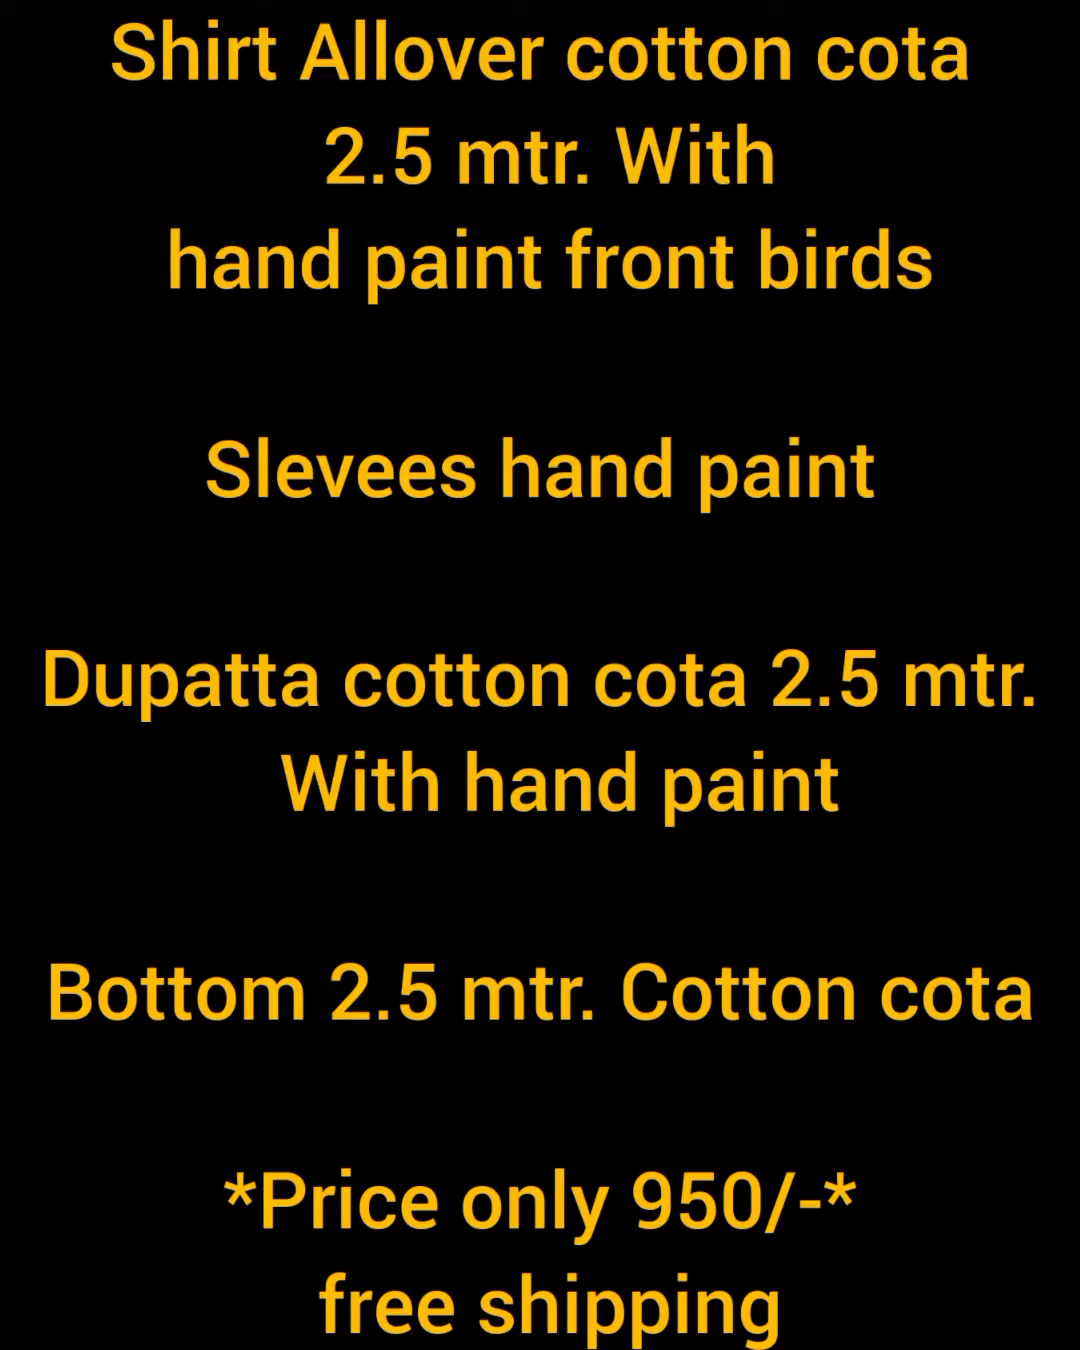 Shirt Allover cotton cota
2.5 mtr. With
hand paint front birds
Slevees hand paint
Dupatta cotton cota 2.5 mtr.
With hand paint
Bottom 2.5 mtr. Cotton cota
*Price only 950/-*
free shipping